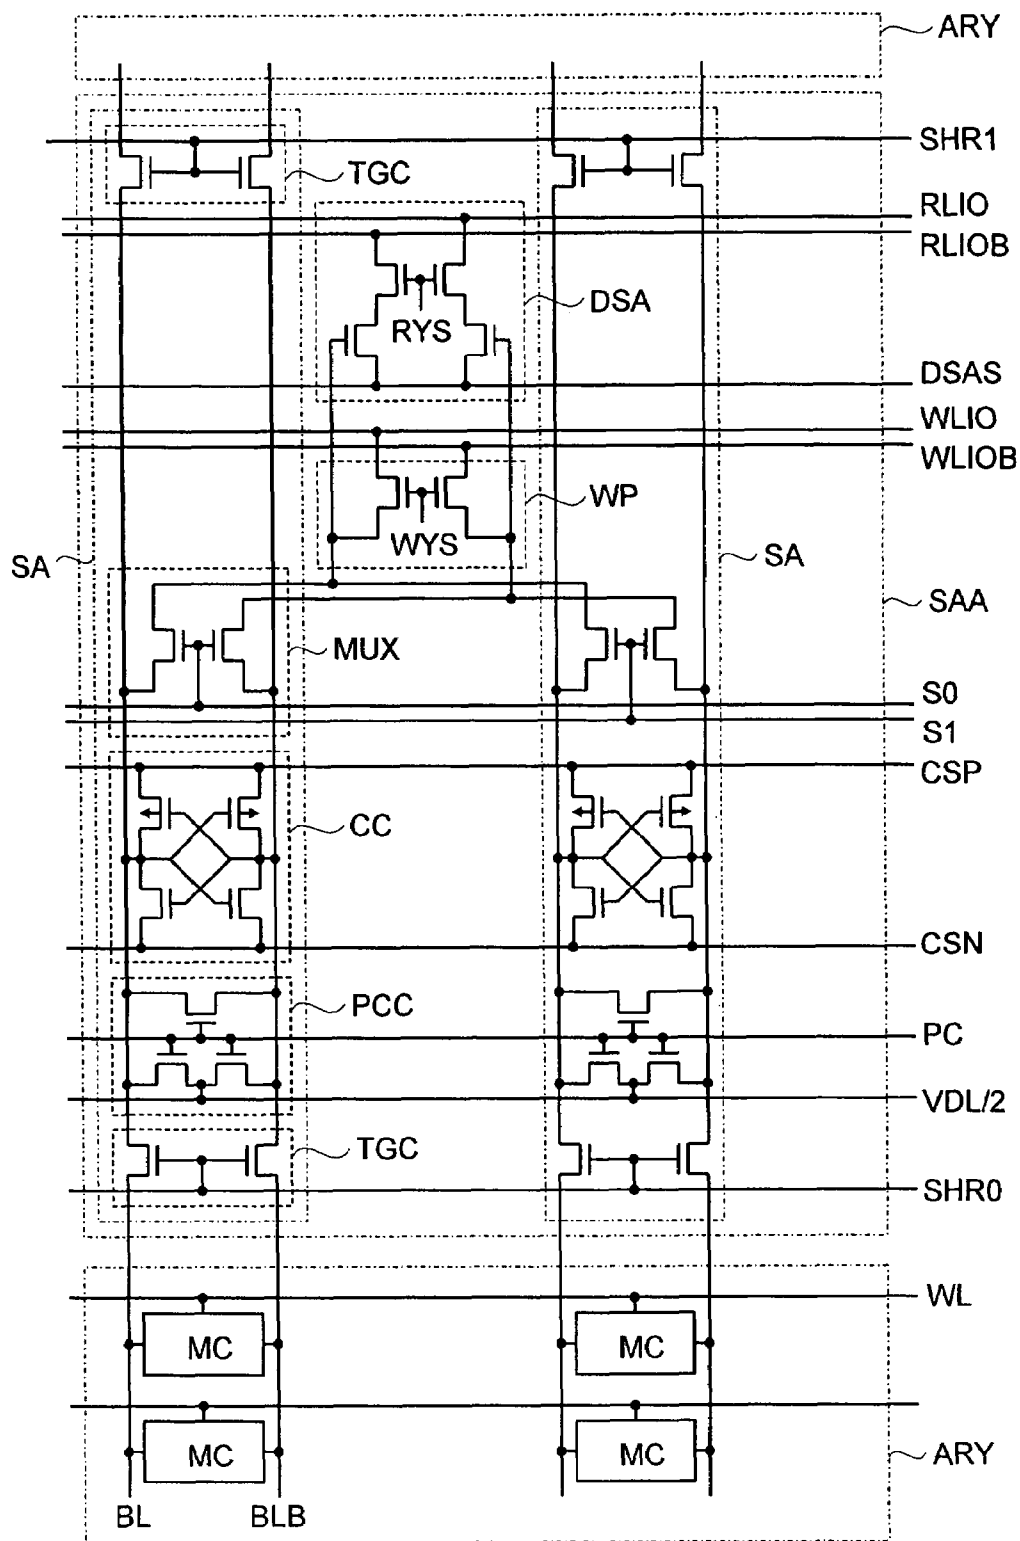 ARY
SHR1
TGC
RLIO
RLIOB
DSA
RYS
DSAS
WLIO
WLIOB
WP
WYS
SA
SA
SAA
MUX
S0
S1
CSP
CC
CSN
PCC
PC
VDL/2
TGC
SHR0
WL
MC
MC
MC
MC
ARY
BL
BLB